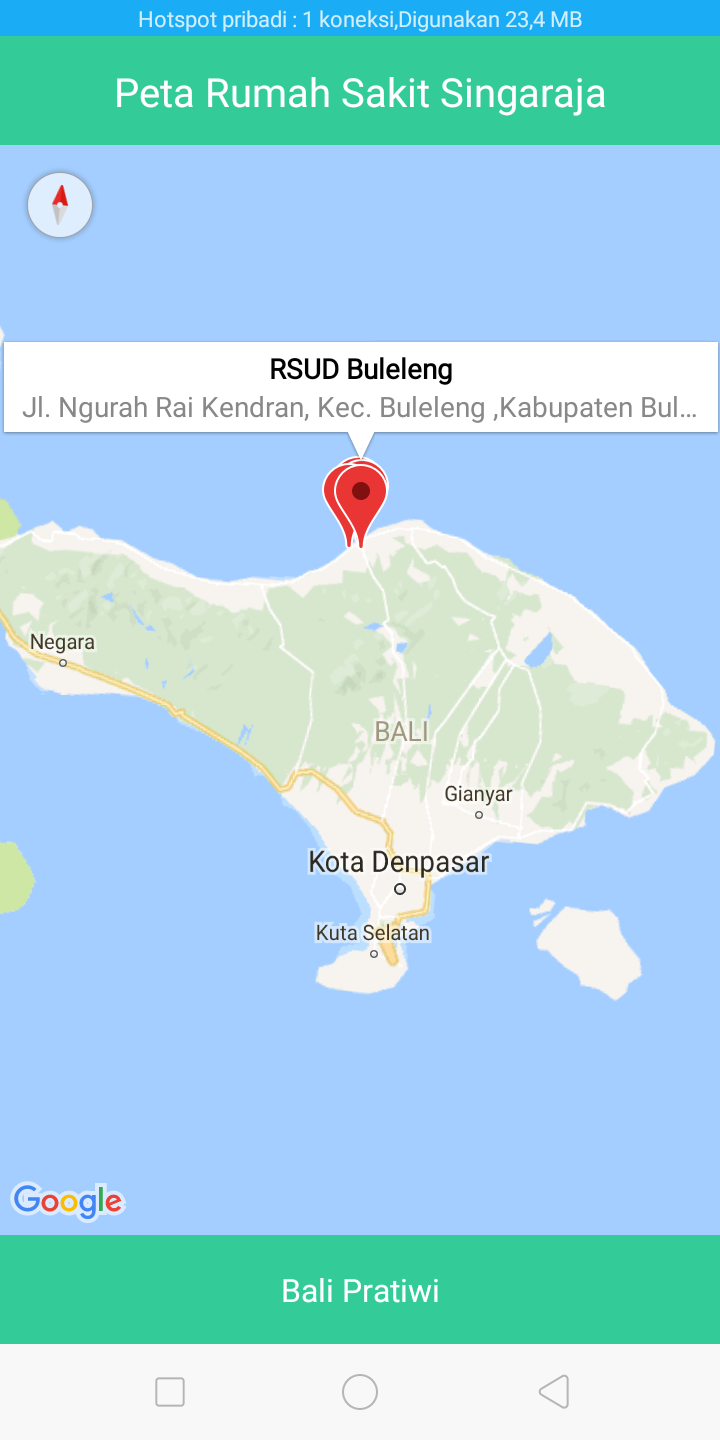 Hotspot pribadi : 1 koneksi,Digunakan 23,4 MB
Peta Rumah Sakit Singaraja
RSUD Buleleng
Jl. Ngurah Rai Kendran, Kec. Buleleng ,Kabupaten Bul...
Negara
BALI
Gianyar
Kota Denpasar
Kuta Selatan
Google
Bali Pratiwi